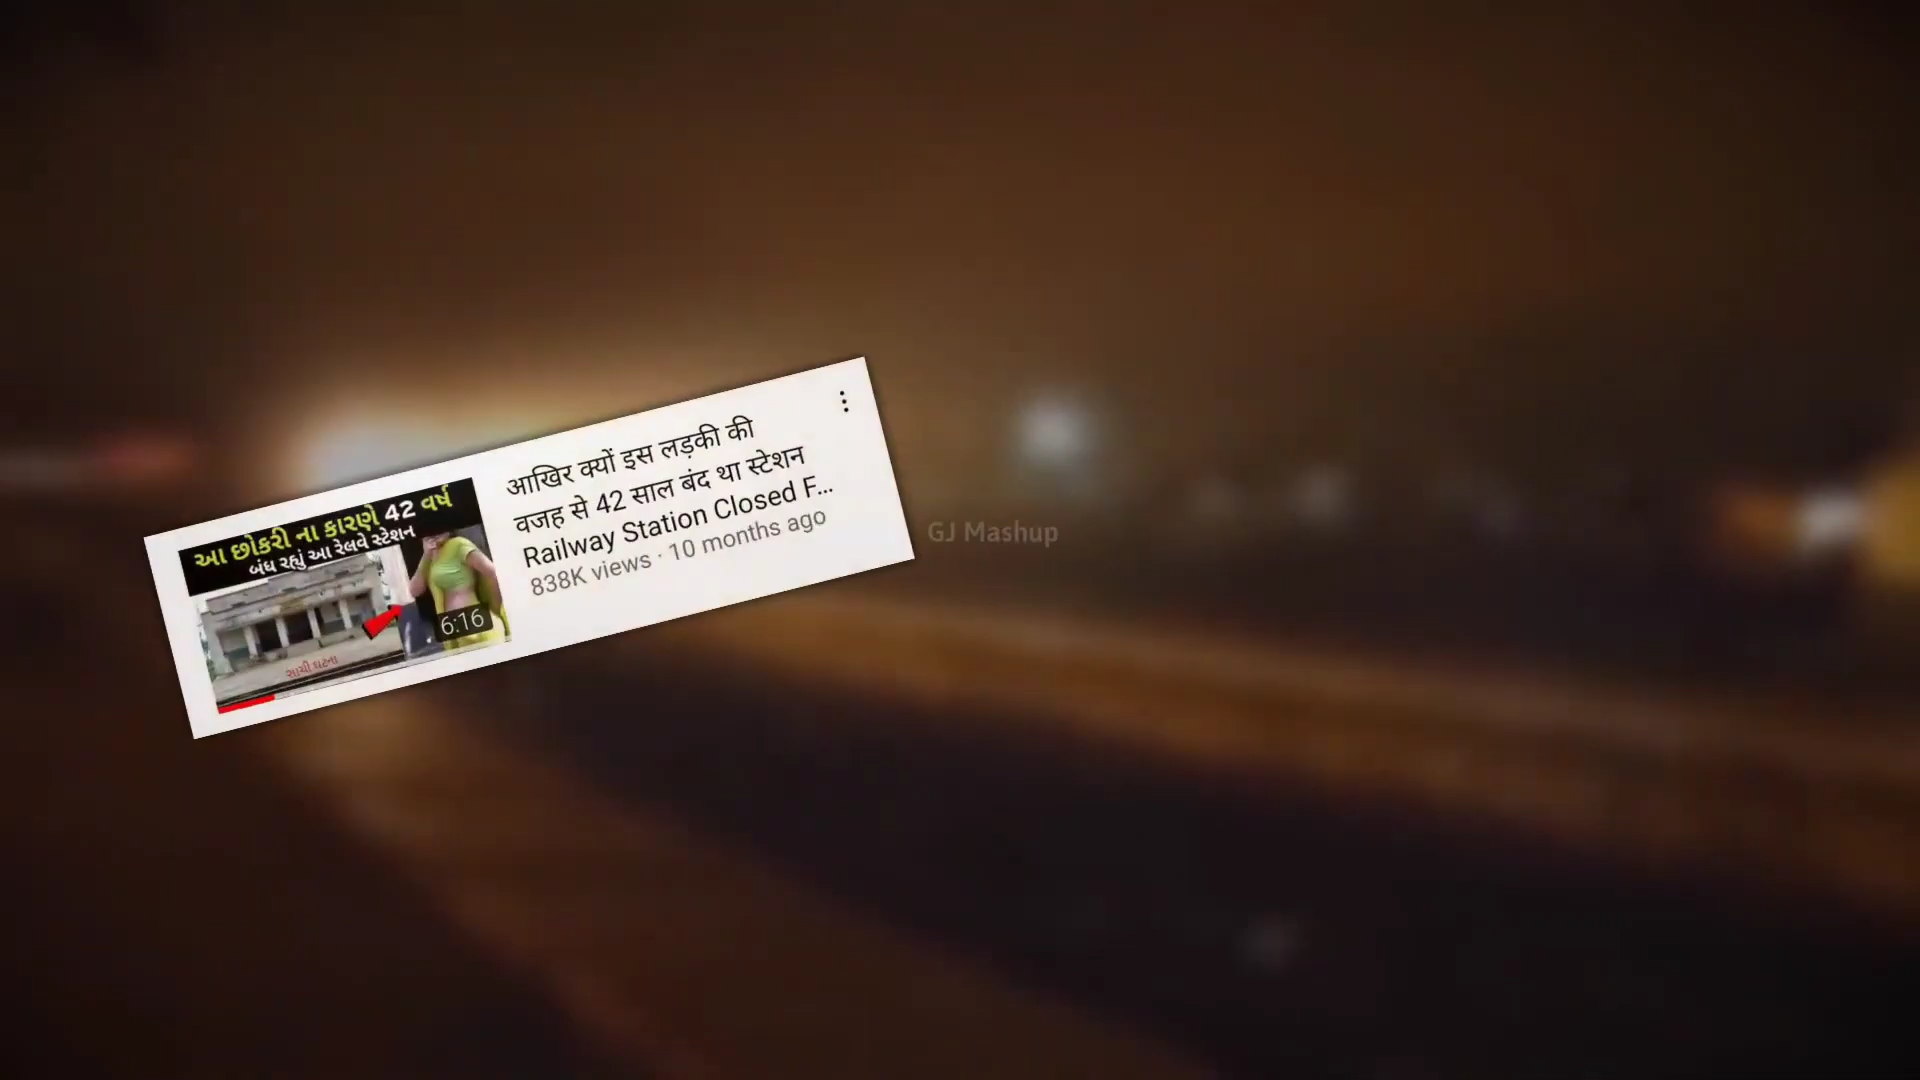 આ છોકરી ના કારણે 42 વર્ષ
બંધ રહ્યું આ રેલવે સ્ટેશન
સાચી ઘટના
6:16
आखिर क्यों इस लड़की की
वजह से 42 साल बंद था स्टेशन
Railway Station Closed F...
838K views · 10 months ago
GJ Mashup